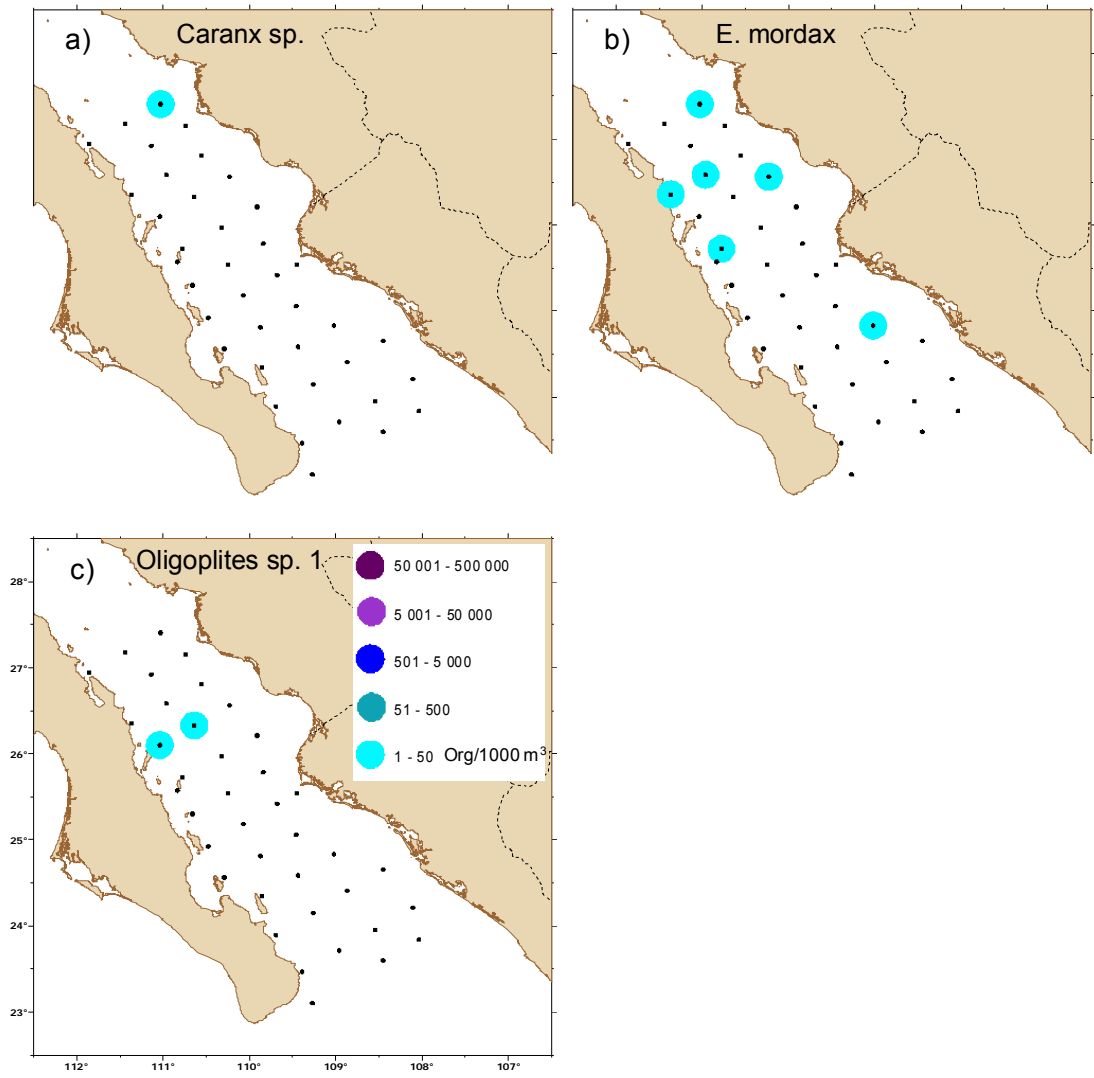 a) Caranx sp.
b) E. mordax
c) Oligoplites sp. 1
50 001 - 500 000
5 001 - 50 000
501 - 5 000
51 - 500
1 - 50 Org/1000 m³
28°
27°
26°
25°
24°
23°
112° 111° 110° 109° 108° 107°